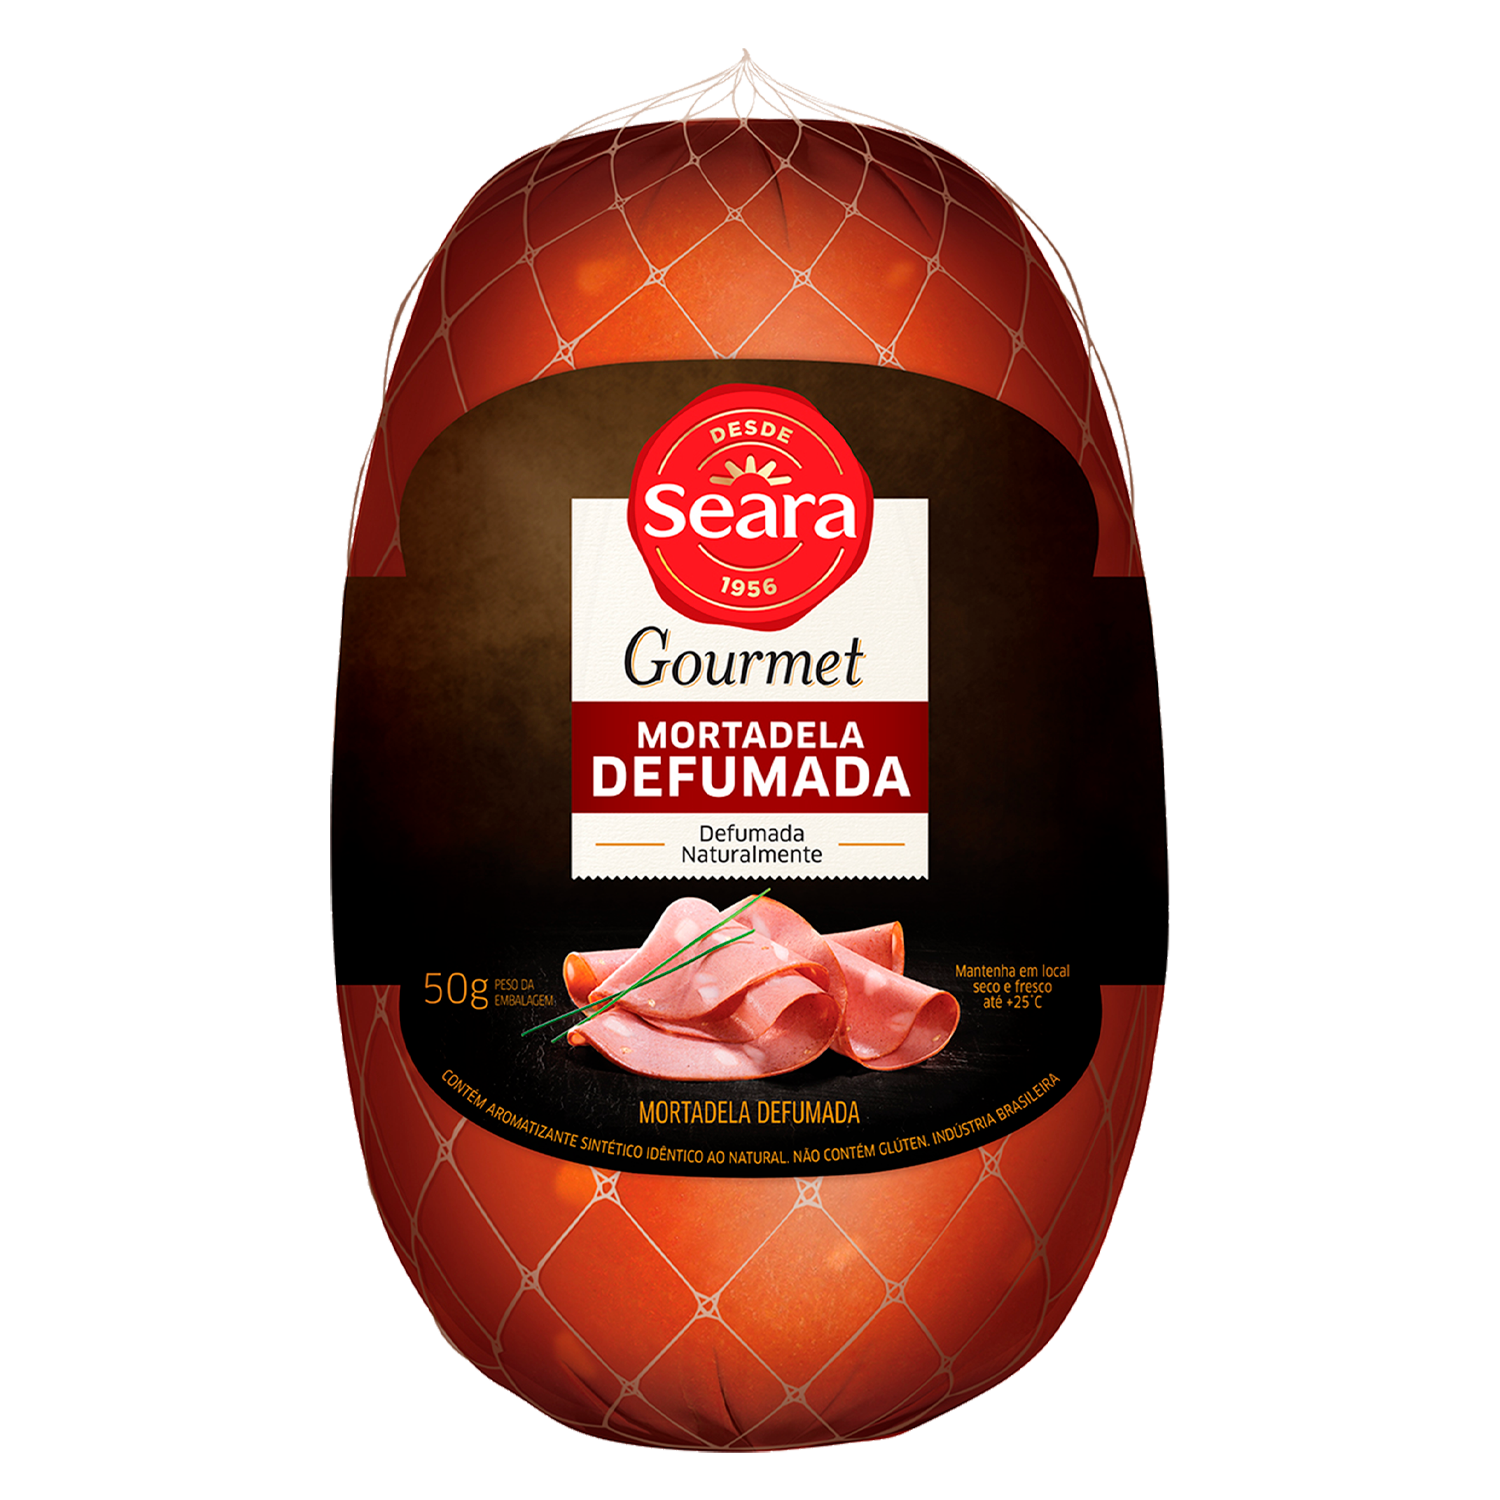 DESDE
Seara
1956
Gourmet
MORTADELA
DEFUMADA
Defumada
Naturalmente
50g PESO DA
EMBALAGEM:
Mantenha em local
seco e fresco
até +25°C
MORTADELA DEFUMADA
CONTÉM AROMATIZANTE SINTÉTICO IDÊNTICO AO NATURAL. NÃO CONTÉM GLÚTEN. INDÚSTRIA BRASILEIRA